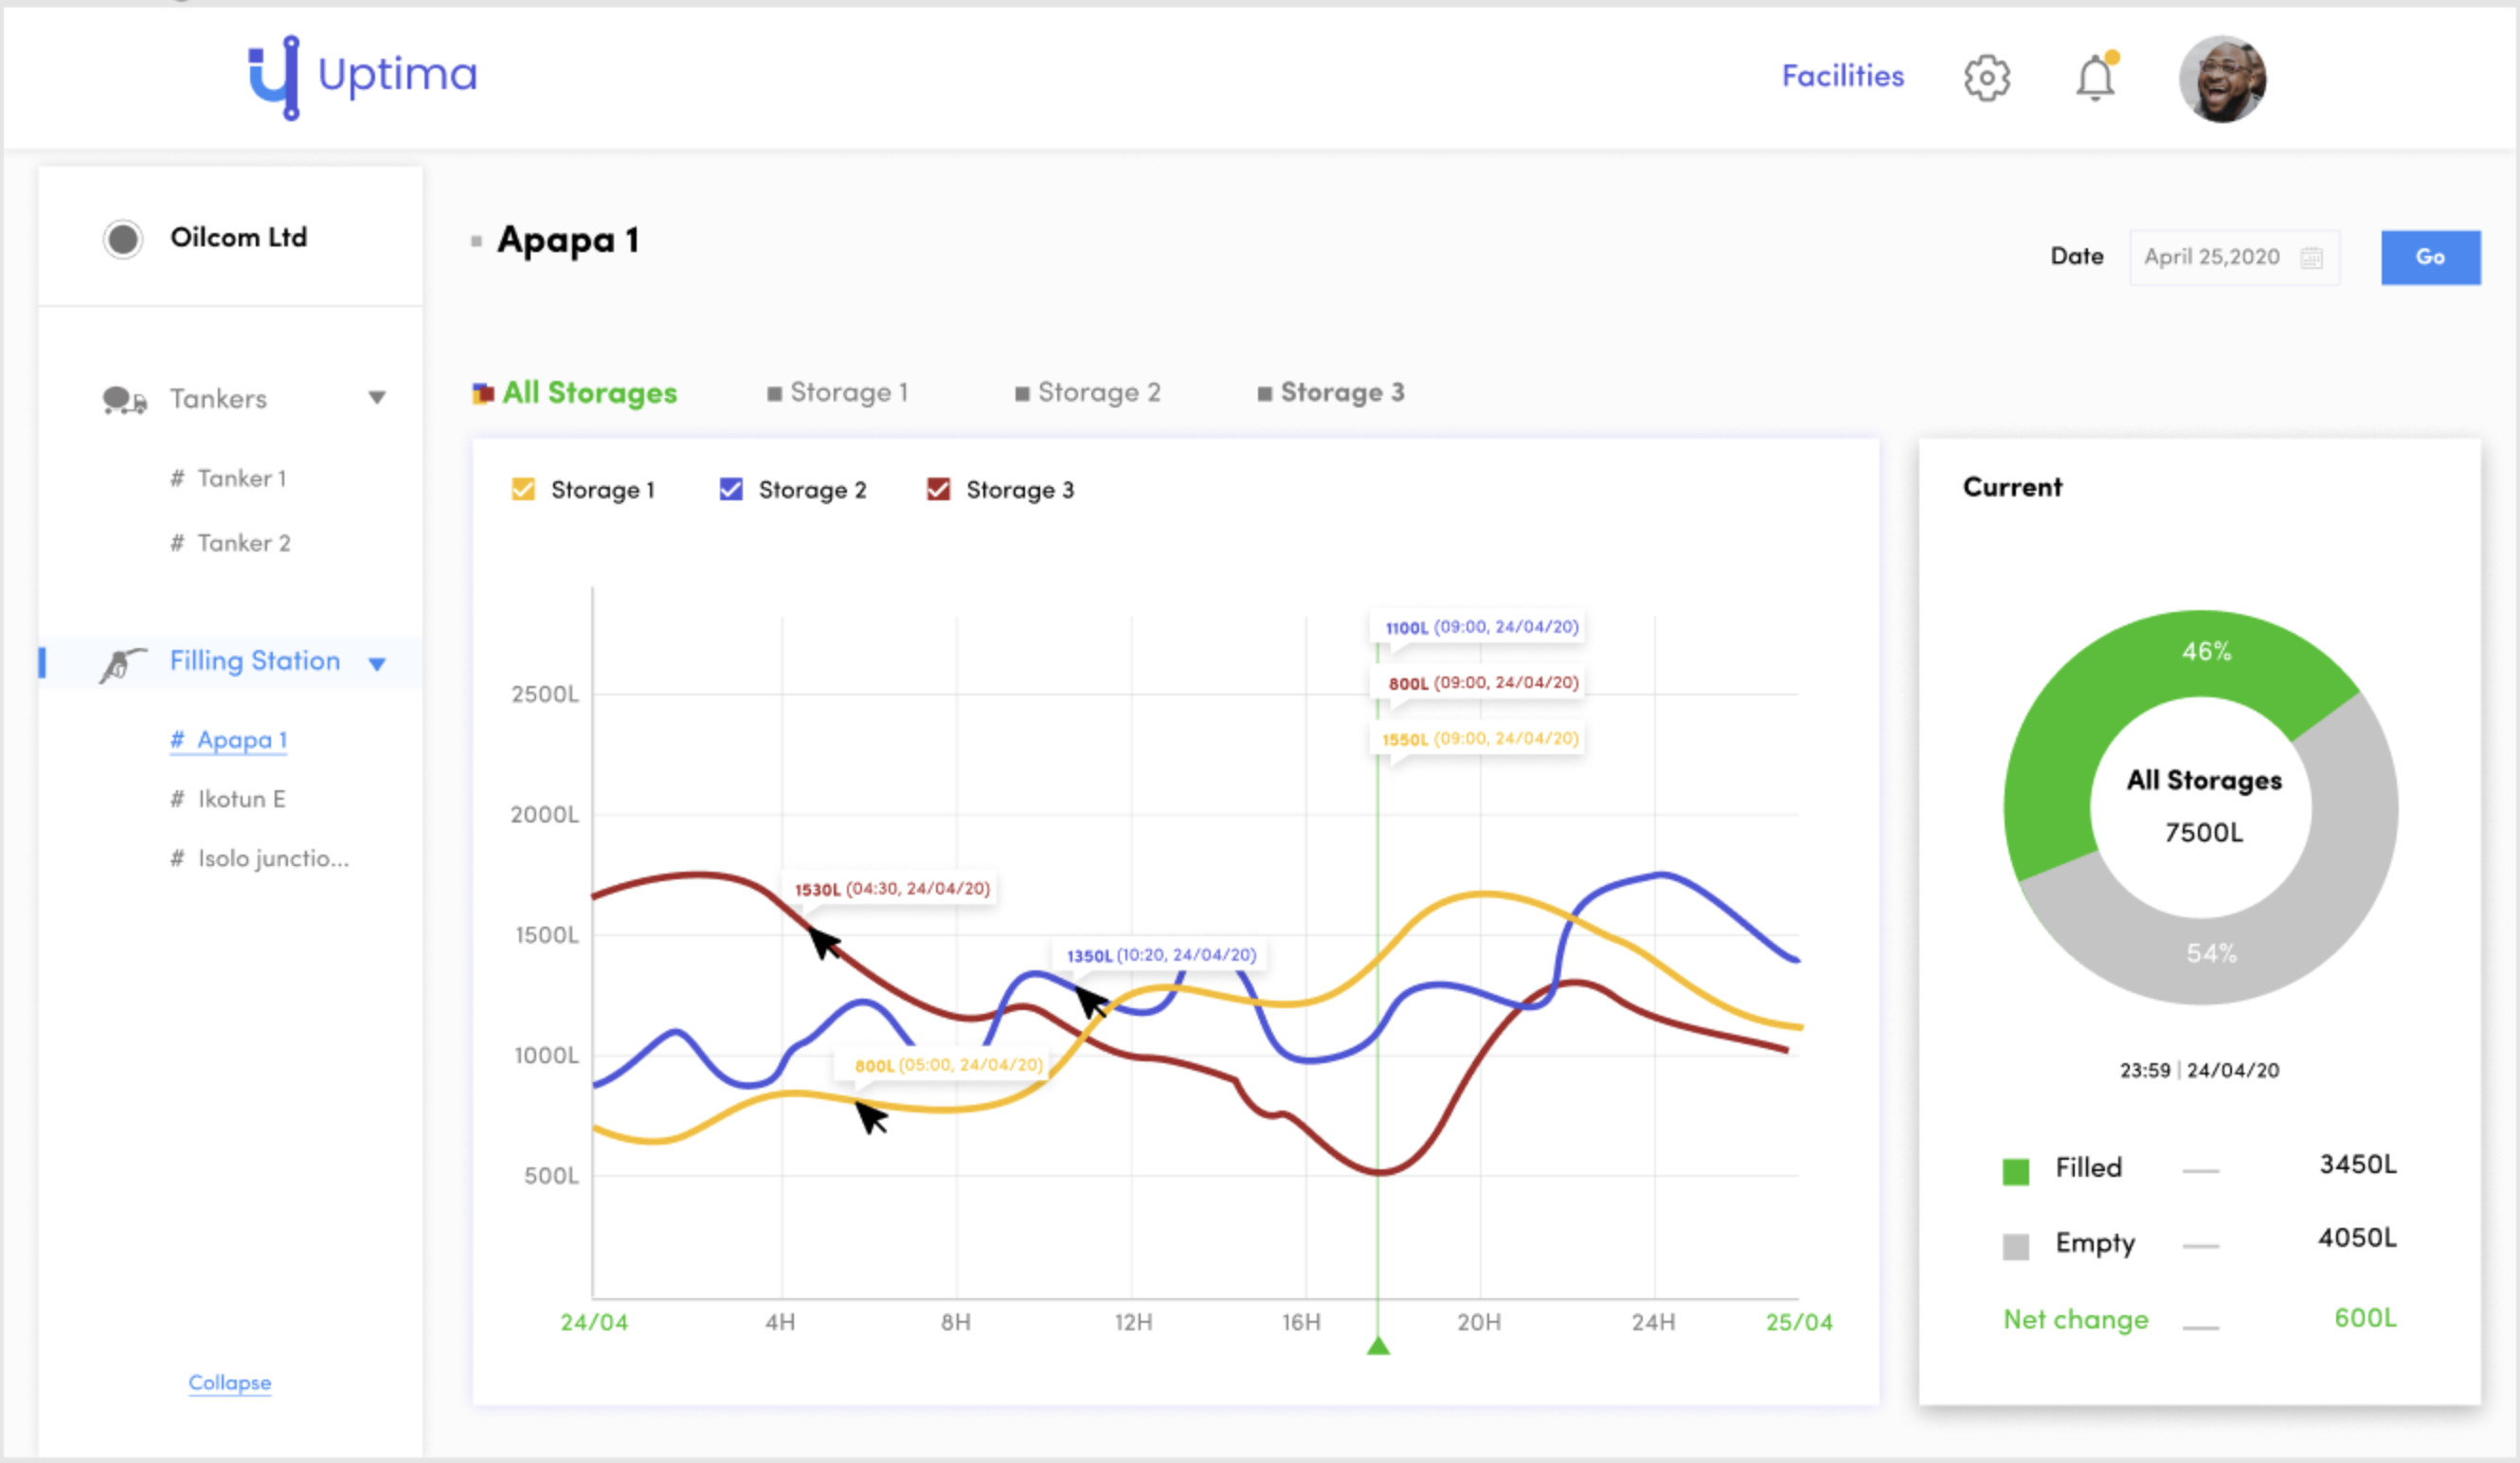 Uptima
Facilities
Oilcom Ltd
Apapa 1
Date
April 25,2020
Go
Tankers
# Tanker 1
# Tanker 2
Filling Station
# Apapa 1
# Ikotun E
# Isolo junctio...
Collapse
All Storages
Storage 1
Storage 2
Storage 3
Storage 1
Storage 2
Storage 3
2500L
2000L
1500L
1000L
500L
1100L (09:00, 24/04/20)
800L (09:00, 24/04/20)
1550L (09:00, 24/04/20)
1530L (04:30, 24/04/20)
1350L (10:20, 24/04/20)
800L (05:00, 24/04/20)
24/04
4H
8H
12H
16H
20H
24H
25/04
Current
46%
All Storages
7500L
54%
23:59 | 24/04/20
Filled — 3450L
Empty — 4050L
Net change — 600L